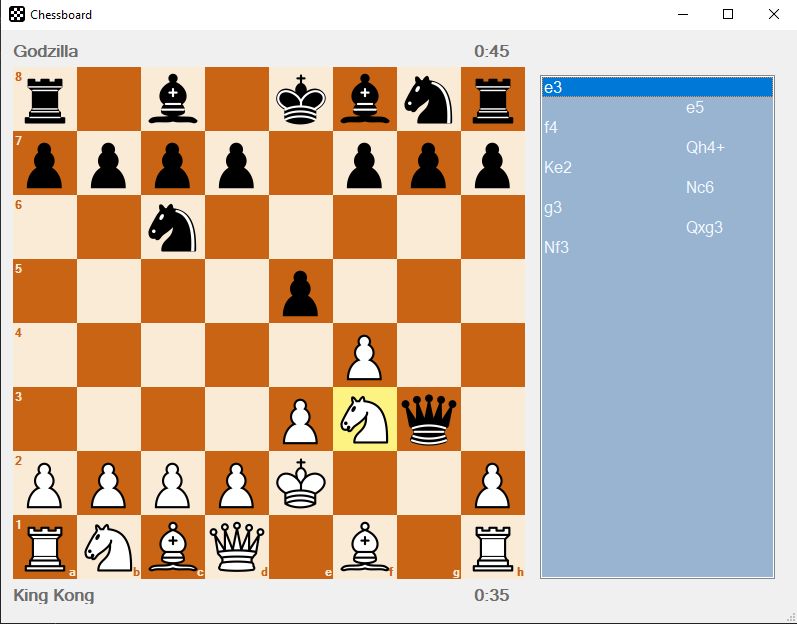 Chessboard
Godzilla 0:45
8
7
6
5
4
3
2
1
a b c d e f g h
King Kong 0:35
e3
e5
f4
Qh4+
Ke2
Nc6
g3
Qxg3
Nf3